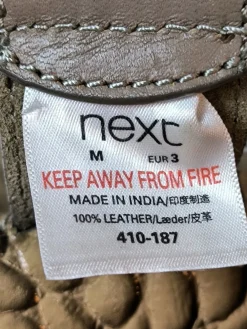 next
M EUR 3
KEEP AWAY FROM FIRE
MADE IN INDIA/印度制造
100% LEATHER/Læder/皮革
410-187